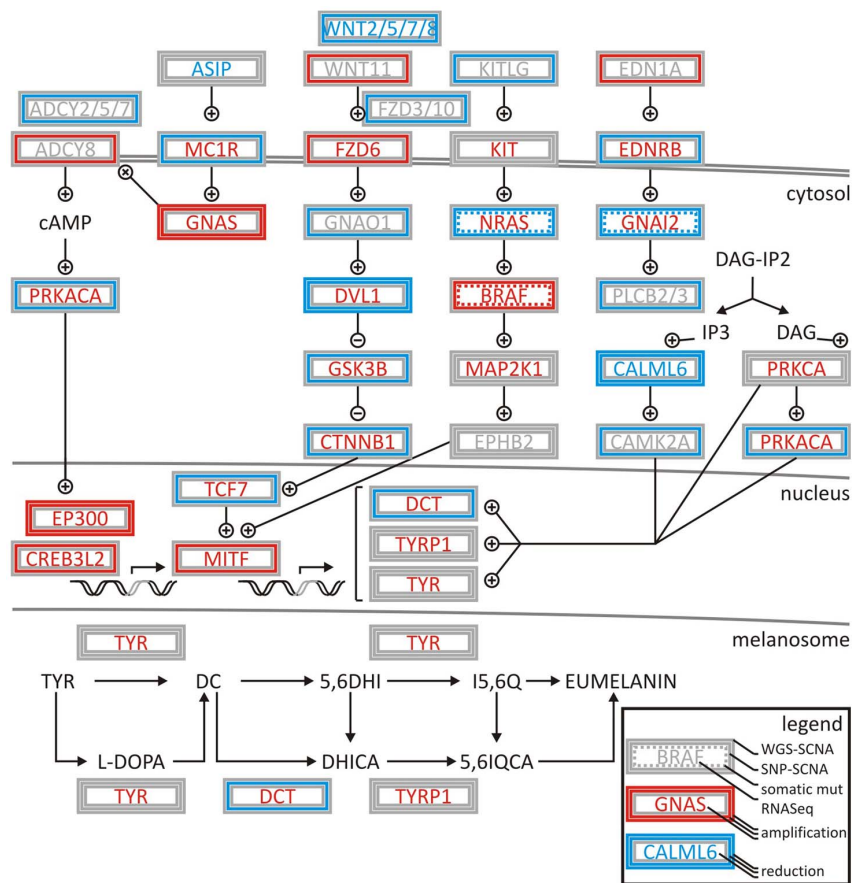 WNT2/5/7/8
ASIP WNT11 KITLG EDN1A
ADCY2/5/7 FZD3/10
ADCY8 MC1R FZD6 KIT EDNRB
cytosol
cAMP GNAS GNAO1 NRAS GNAI2
DAG-IP2
PRKACA DVL1 BRAF PLCB2/3
IP3 DAG
GSK3B MAP2K1 CALML6 PRKCA
CTNNB1 EPHB2 CAMK2A PRKACA
nucleus
TCF7 DCT
EP300 TYRP1
CREB3L2 MITF TYR
melanosome
TYR TYR
TYR DC 5,6DHI I5,6Q EUMELANIN
L-DOPA DHICA 5,6IQCA
TYR DCT TYRP1
legend
BRAF WGS-SCNA
SNP-SCNA
somatic mut
RNASeq
GNAS amplification
CALML6 reduction